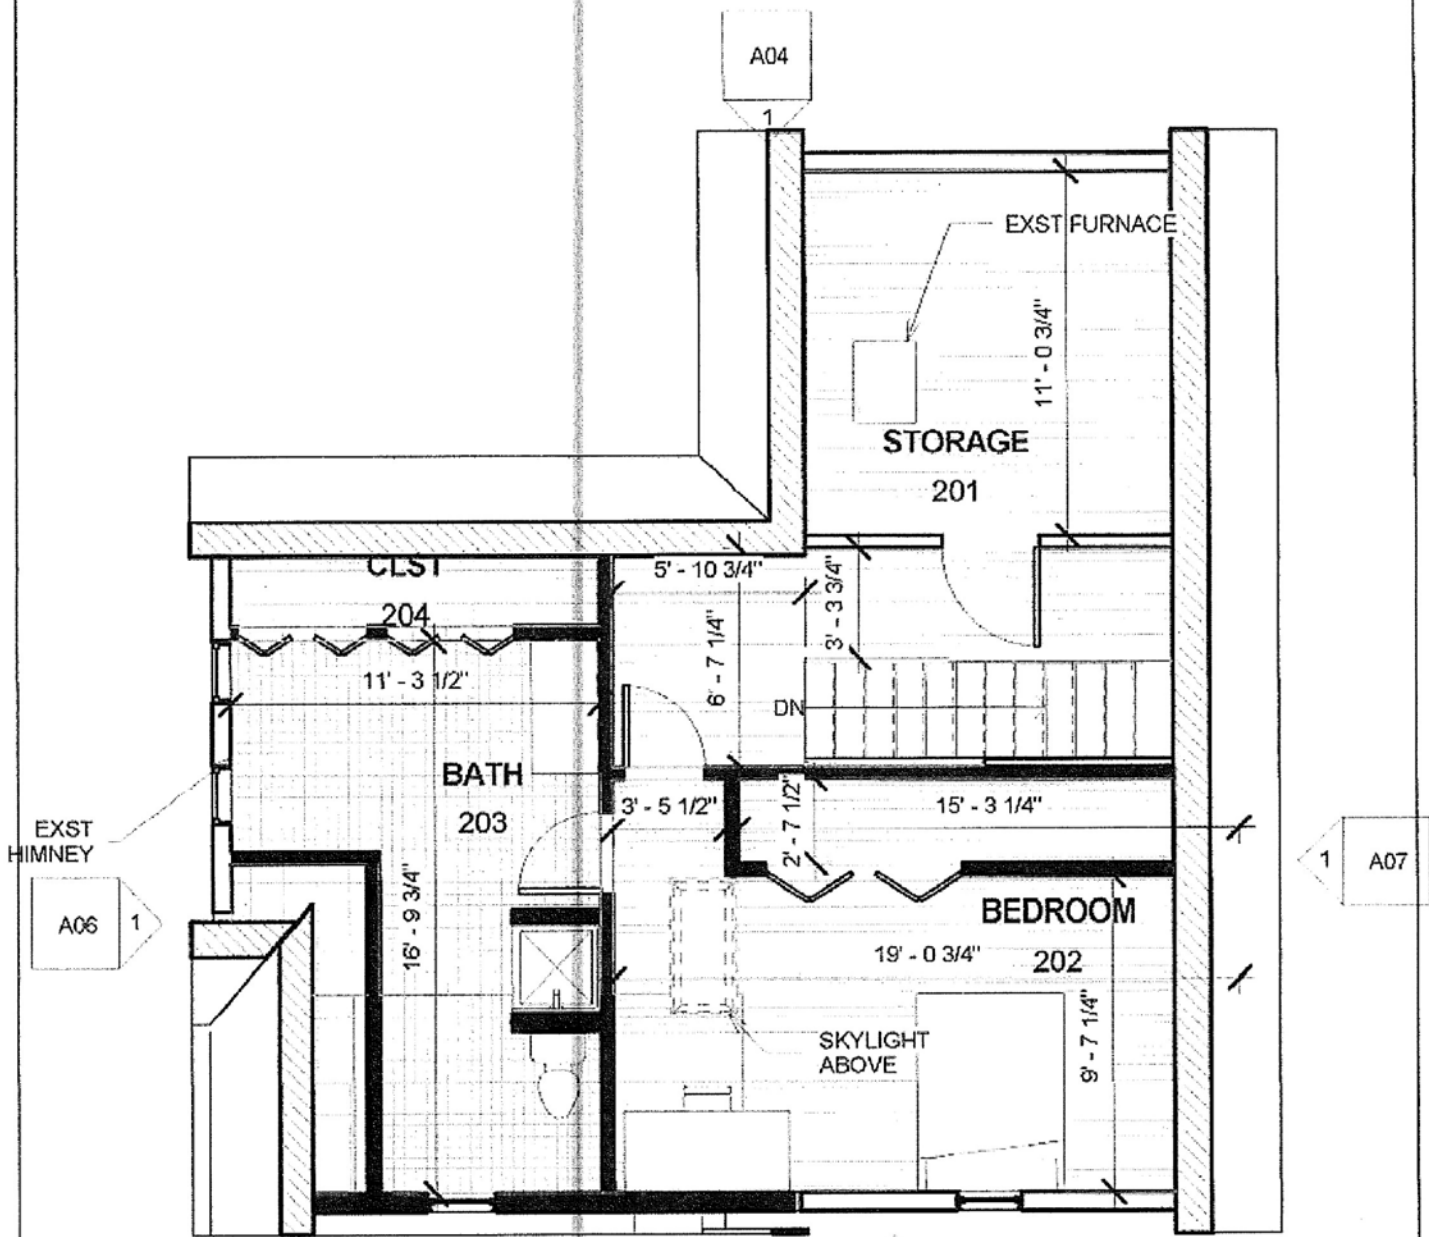 A04
1
EXST FURNACE
11' - 0 3/4"
STORAGE
201
CLST
204
5' - 10 3/4"
3' - 3 3/4"
6' - 7 1/4"
11' - 3 1/2"
DN
BATH
203
3' - 5 1/2"
2' - 7 1/2"
15' - 3 1/4"
EXST
HIMNEY
A06
1
1
A07
16' - 9 3/4"
BEDROOM
202
19' - 0 3/4"
SKYLIGHT
ABOVE
9' - 7 1/4"